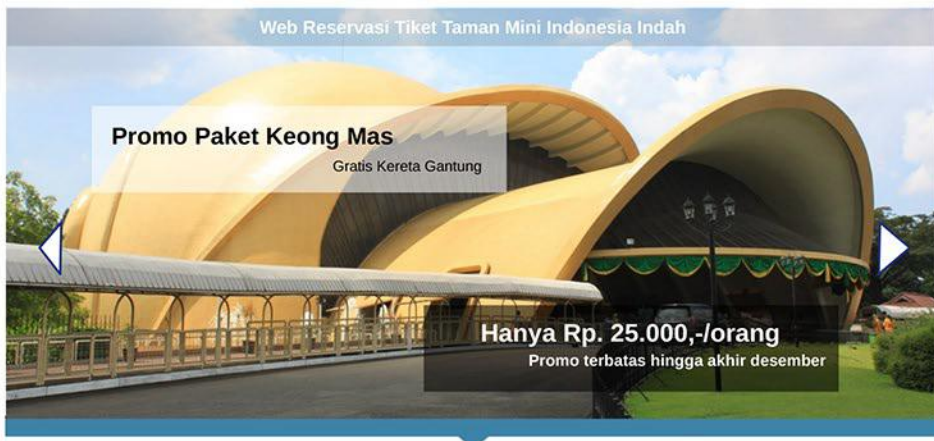 Web Reservasi Tiket Taman Mini Indonesia Indah
Promo Paket Keong Mas
Gratis Kereta Gantung
Hanya Rp. 25.000,-/orang
Promo terbatas hingga akhir desember